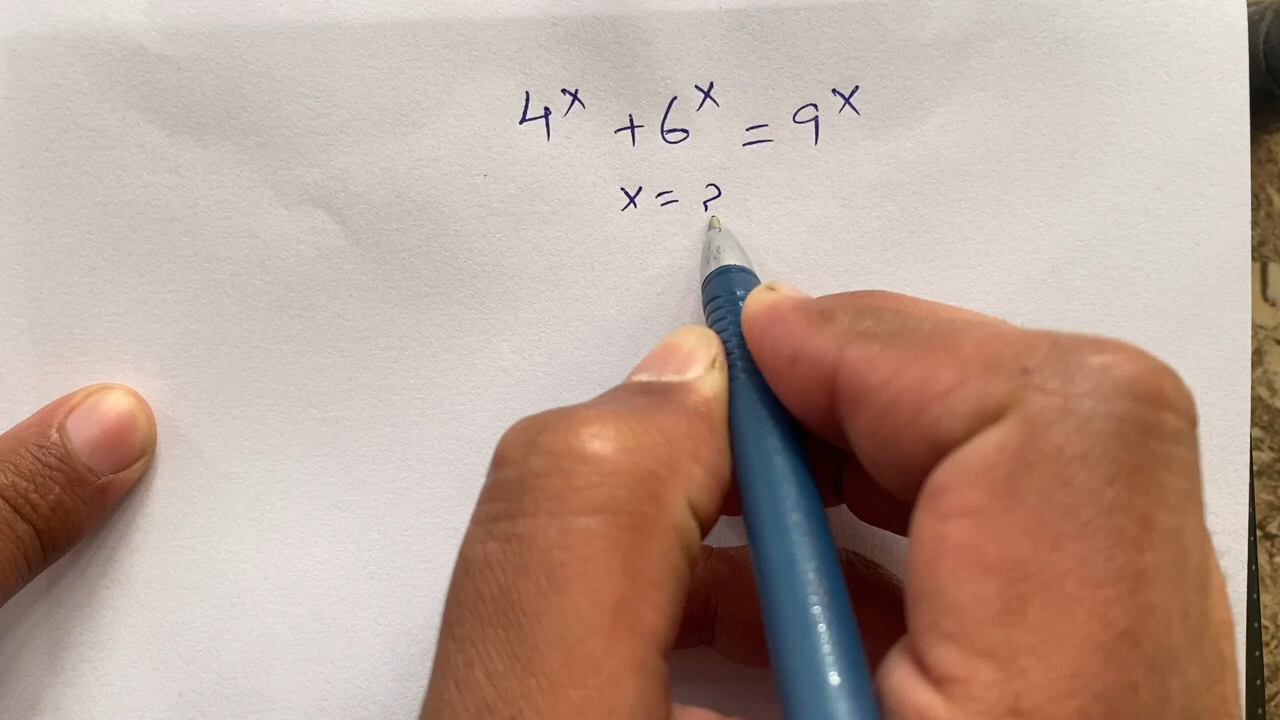 4^x + 6^x = 9^x
x = ?